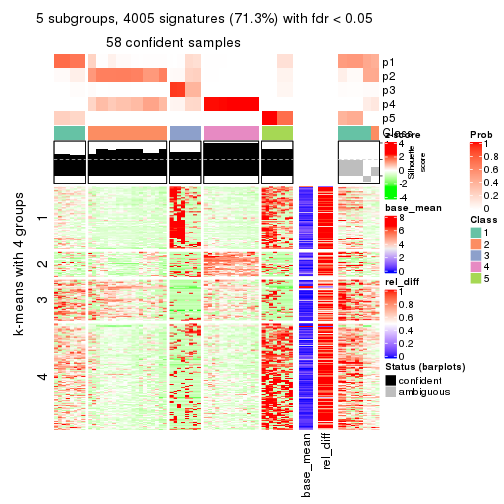 5 subgroups, 4005 signatures (71.3%) with fdr < 0.05
58 confident samples
p1
p2
p3
p4
p5
Class
Silhouette
score
k-means with 4 groups
1
2
3
4
base_mean
rel_diff
z-score
4
2
0
-2
-4
base_mean
8
6
4
2
0
rel_diff
1
0.8
0.6
0.4
0.2
0
Status (barplots)
confident
ambiguous
Prob
1
0.8
0.6
0.4
0.2
0
Class
1
2
3
4
5